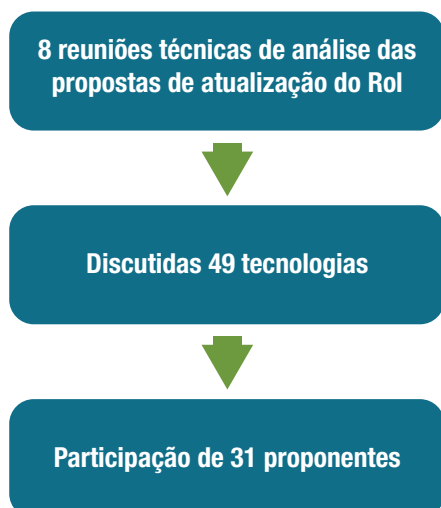 8 reuniões técnicas de análise das
propostas de atualização do Rol
Discutidas 49 tecnologias
Participação de 31 proponentes